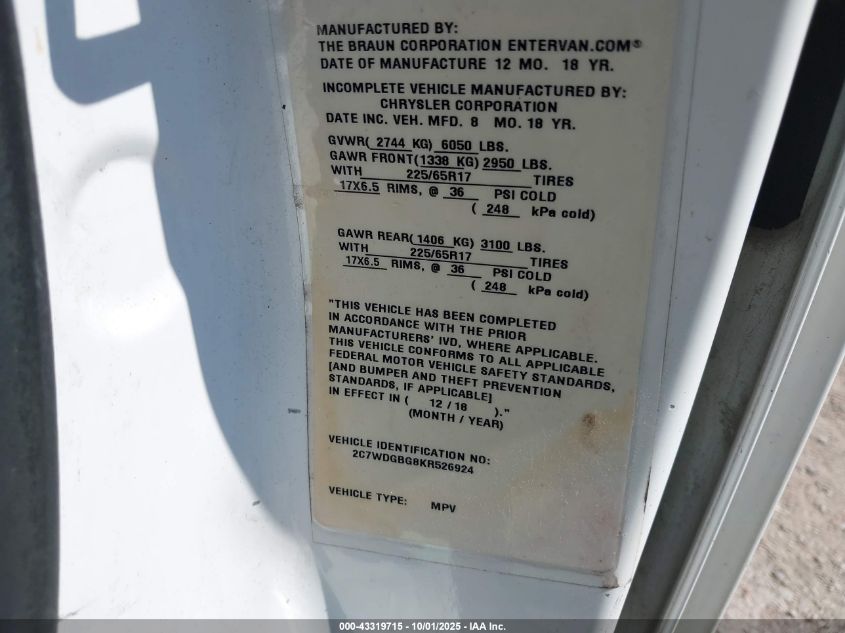 MANUFACTURED BY:
THE BRAUN CORPORATION ENTERVAN.COM®
DATE OF MANUFACTURE 12 MO. 18 YR.
INCOMPLETE VEHICLE MANUFACTURED BY:
CHRYSLER CORPORATION
DATE INC. VEH. MFD. 8 MO. 18 YR.
GVWR( 2744 KG) 6050 LBS.
GAWR FRONT(1338 KG) 2950 LBS.
WITH 225/65R17 TIRES
17X6.5 RIMS, @ 36 PSI COLD
( 248 kPa cold)
GAWR REAR(1406 KG) 3100 LBS.
WITH 225/65R17 TIRES
17X6.5 RIMS, @ 36 PSI COLD
( 248 kPa cold)
"THIS VEHICLE HAS BEEN COMPLETED
IN ACCORDANCE WITH THE PRIOR
MANUFACTURERS' IVD, WHERE APPLICABLE.
THIS VEHICLE CONFORMS TO ALL APPLICABLE
FEDERAL MOTOR VEHICLE SAFETY STANDARDS,
[AND BUMPER AND THEFT PREVENTION
STANDARDS, IF APPLICABLE]
IN EFFECT IN ( 12 / 18 )."
(MONTH / YEAR)
VEHICLE IDENTIFICATION NO:
2C7WDGBG8KR526924
VEHICLE TYPE: MPV
000-43319715 - 10/01/2025 - IAA Inc.